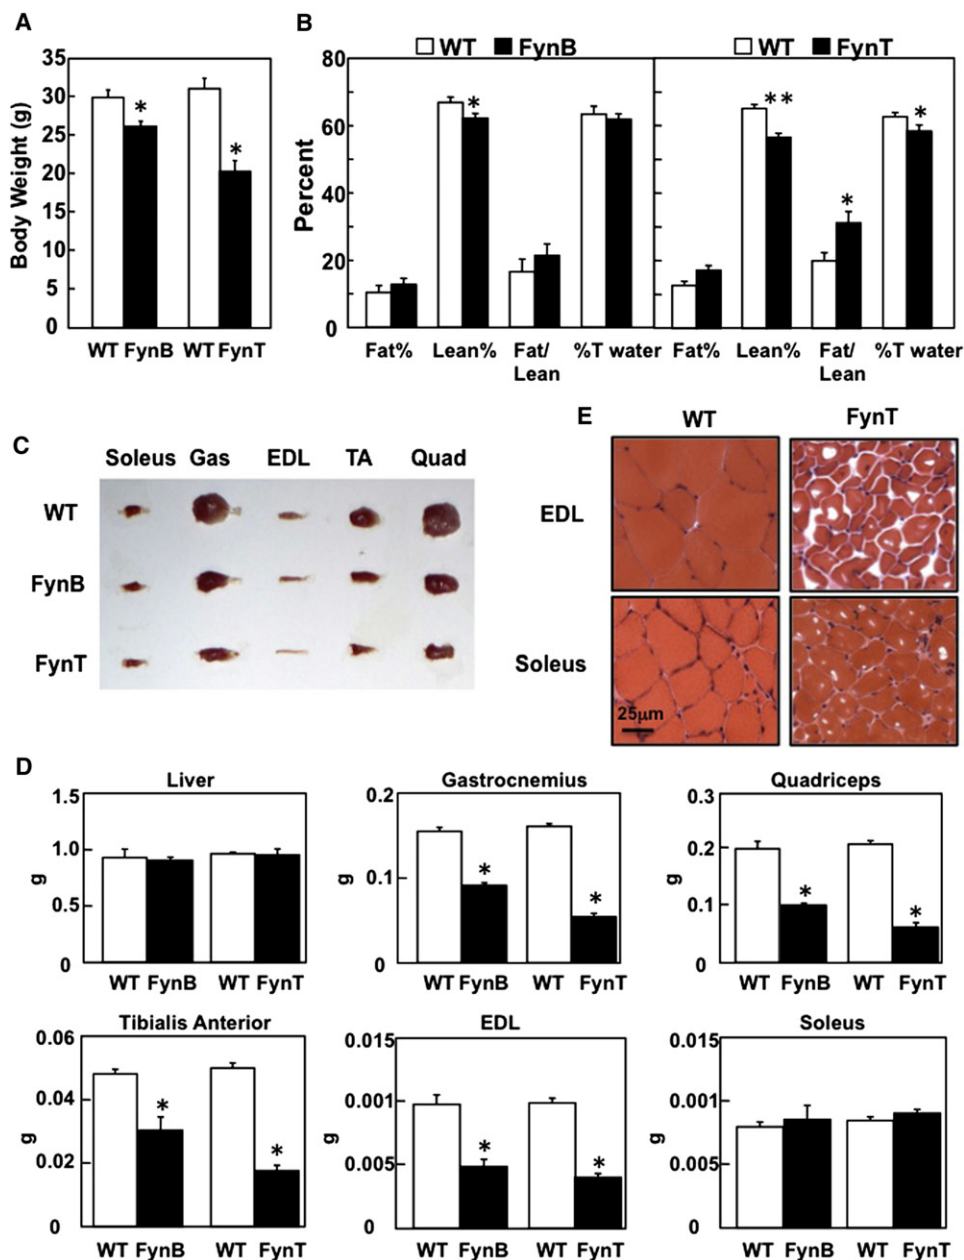 A
Body Weight (g)
35
30
25
20
15
10
5
0
WT FynB WT FynT
*
*
B
WT FynB
WT FynT
Percent
80
60
40
20
0
*
**
*
*
Fat% Lean% Fat/ Lean %T water Fat% Lean% Fat/ Lean %T water
C
Soleus Gas EDL TA Quad
WT
FynB
FynT
E
WT FynT
EDL
Soleus
25µm
D
Liver
g
1.5
1.0
0.5
0
WT FynB WT FynT
Gastrocnemius
g
0.2
0.1
0
*
*
WT FynB WT FynT
Quadriceps
g
0.3
0.2
0.1
0
*
*
WT FynB WT FynT
Tibialis Anterior
g
0.06
0.04
0.02
0
*
*
WT FynB WT FynT
EDL
g
0.015
0.001
0.005
0
*
*
WT FynB WT FynT
Soleus
g
0.015
0.001
0.005
0
WT FynB WT FynT